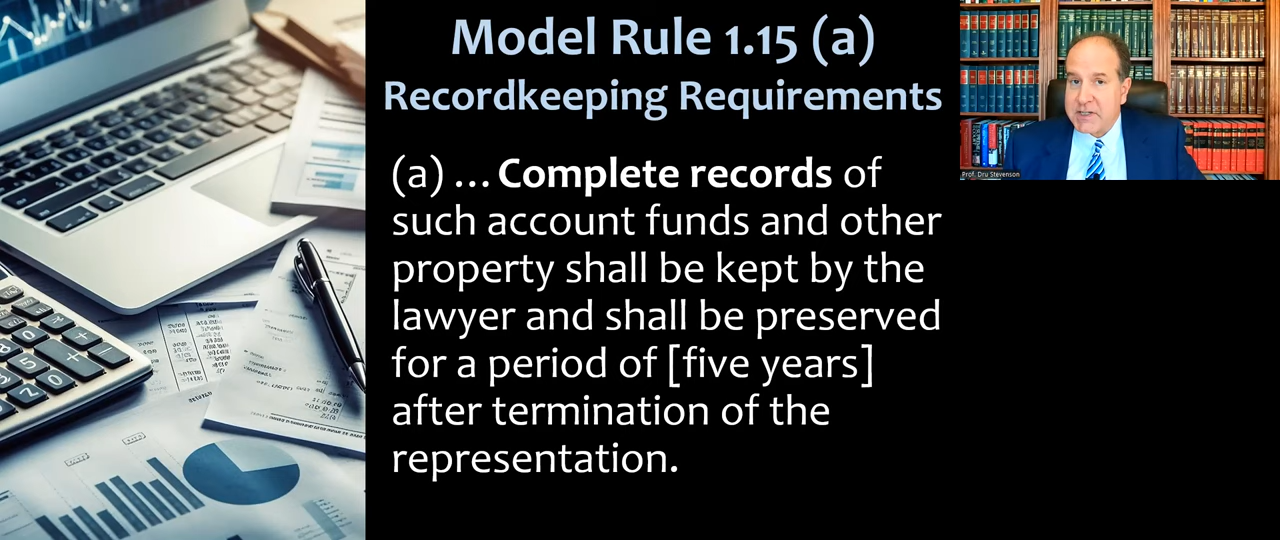 Model Rule 1.15 (a)
Recordkeeping Requirements
(a) … Complete records of
such account funds and other
property shall be kept by the
lawyer and shall be preserved
for a period of [five years]
after termination of the
representation.
Prof. Dru Stevenson